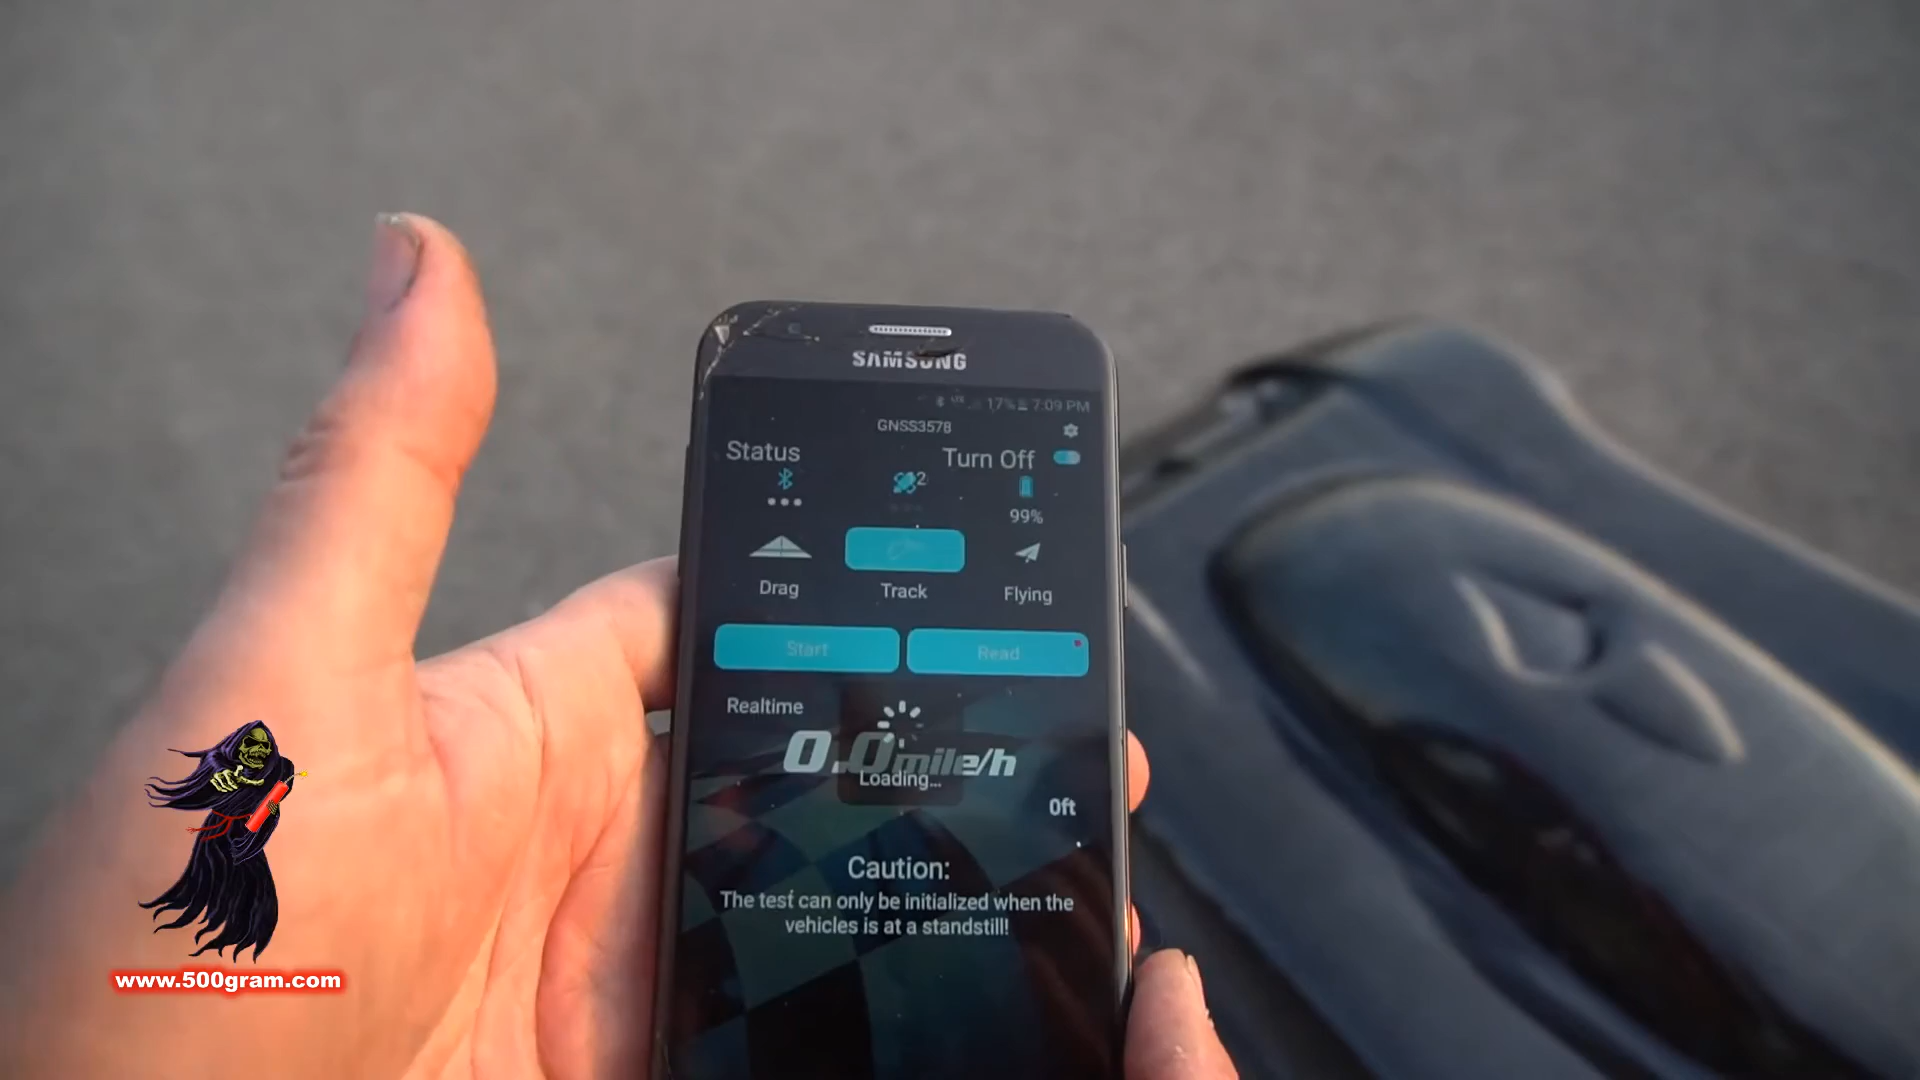 SAMSUNG
17% 7:09 PM
GNSS3578
Status
Turn Off
2
99%
Drag
Track
Flying
Start
Read
Realtime
0.0mile/h
Loading...
0ft
Caution:
The test can only be initialized when the
vehicles is at a standstill!
www.500gram.com